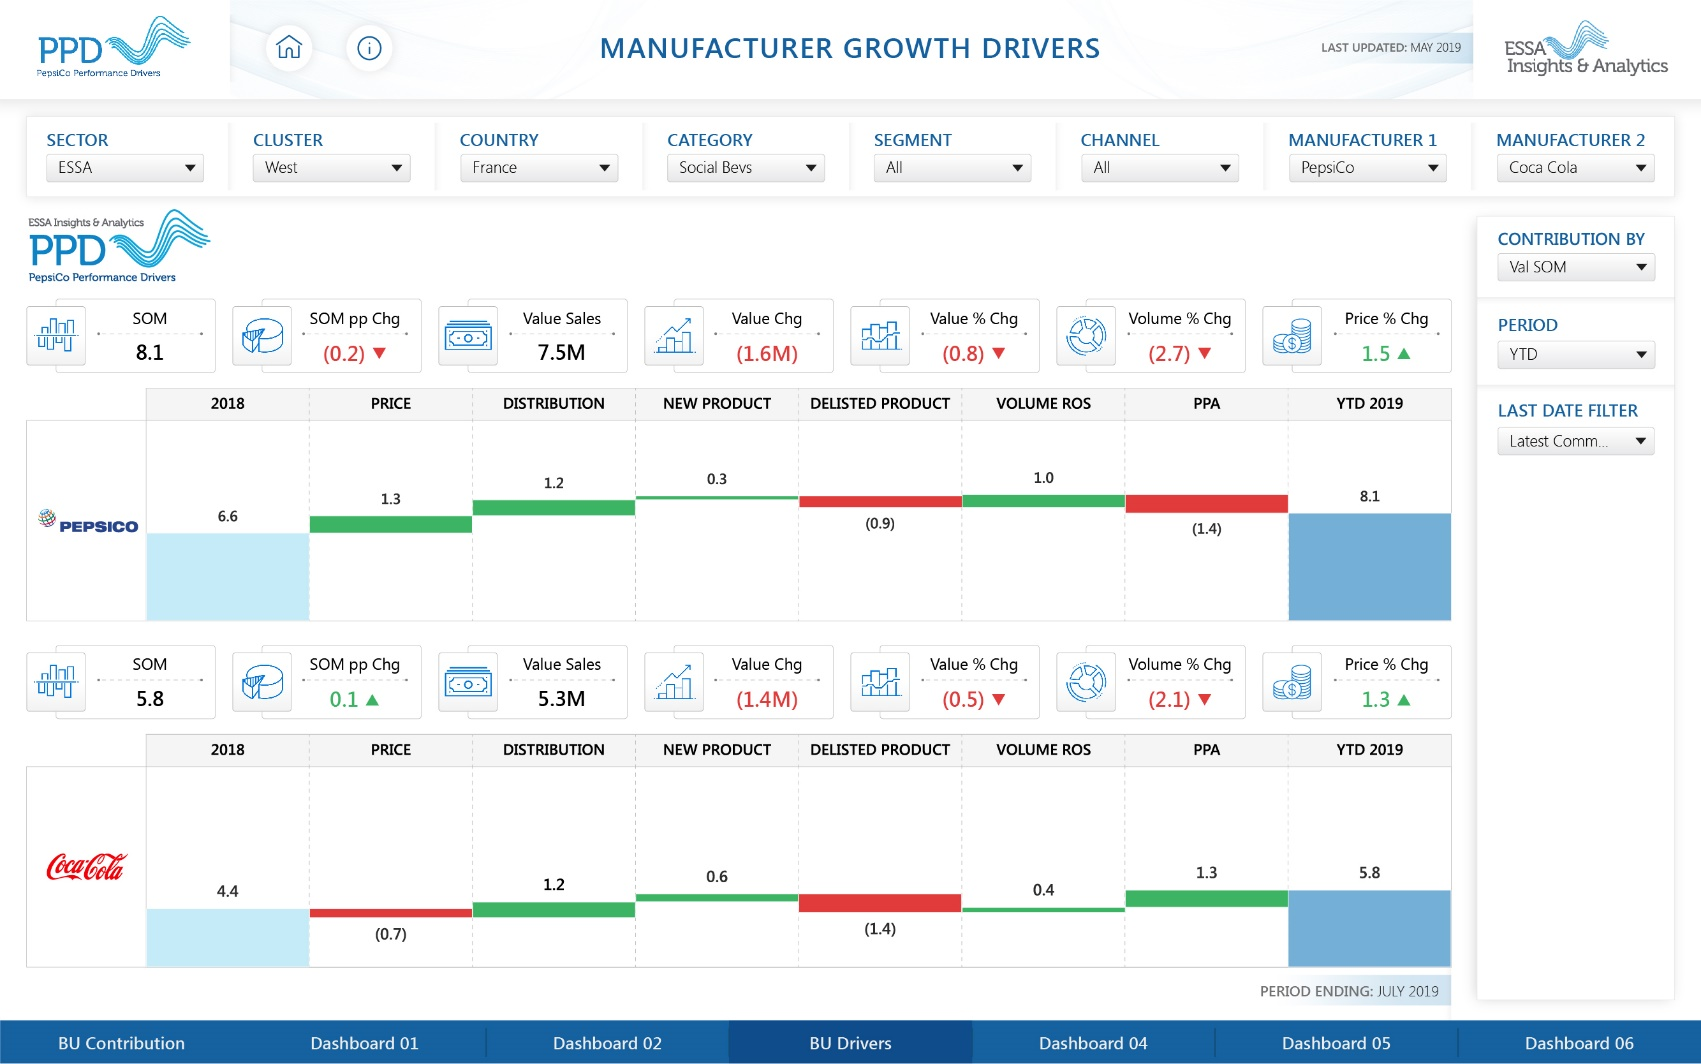 PPD
PepsiCo Performance Drivers
MANUFACTURER GROWTH DRIVERS
LAST UPDATED: MAY 2019
ESSA
Insights & Analytics
SECTOR
ESSA
CLUSTER
West
COUNTRY
France
CATEGORY
Social Bevs
SEGMENT
All
CHANNEL
All
MANUFACTURER 1
PepsiCo
MANUFACTURER 2
Coca Cola
ESSA Insights & Analytics
PPD
PepsiCo Performance Drivers
CONTRIBUTION BY
Val SOM
PERIOD
YTD
LAST DATE FILTER
Latest Comm...
SOM
8.1
SOM pp Chg
(0.2)
Value Sales
7.5M
Value Chg
(1.6M)
Value % Chg
(0.8)
Volume % Chg
(2.7)
Price % Chg
1.5
2018 PRICE DISTRIBUTION NEW PRODUCT DELISTED PRODUCT VOLUME ROS PPA YTD 2019
PEPSICO
6.6
1.3
1.2
0.3
(0.9)
1.0
(1.4)
8.1
SOM
5.8
SOM pp Chg
0.1
Value Sales
5.3M
Value Chg
(1.4M)
Value % Chg
(0.5)
Volume % Chg
(2.1)
Price % Chg
1.3
2018 PRICE DISTRIBUTION NEW PRODUCT DELISTED PRODUCT VOLUME ROS PPA YTD 2019
Coca-Cola
4.4
(0.7)
1.2
0.6
(1.4)
0.4
1.3
5.8
PERIOD ENDING: JULY 2019
BU Contribution Dashboard 01 Dashboard 02 BU Drivers Dashboard 04 Dashboard 05 Dashboard 06